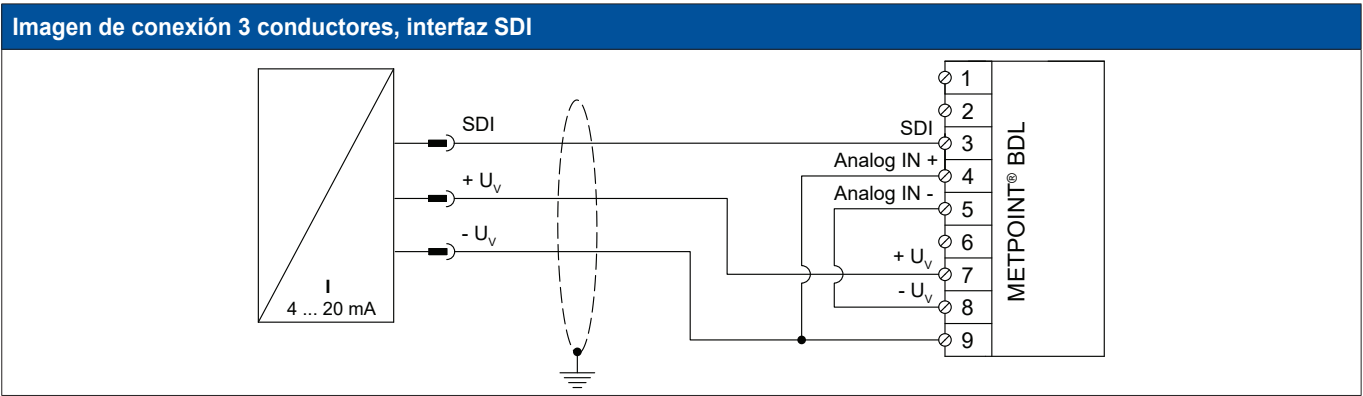 Imagen de conexión 3 conductores, interfaz SDI
SDI
+ UV
- UV
I
4 ... 20 mA
SDI
Analog IN +
Analog IN -
+ UV
- UV
1
2
3
4
5
6
7
8
9
METPOINT® BDL